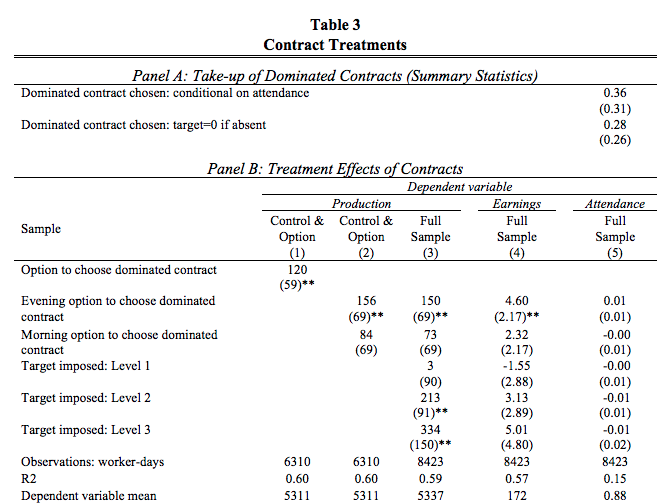 Table 3
Contract Treatments
Panel A: Take-up of Dominated Contracts (Summary Statistics)
Dominated contract chosen: conditional on attendance 0.36
(0.31)
Dominated contract chosen: target=0 if absent 0.28
(0.26)
Panel B: Treatment Effects of Contracts
Dependent variable
Production Earnings Attendance
Sample
Control & Control & Full Full Full
Option Option Sample Sample Sample
(1) (2) (3) (4) (5)
Option to choose dominated contract 120
(59)**
Evening option to choose dominated 156 150 4.60 0.01
contract (69)** (69)** (2.17)** (0.01)
Morning option to choose dominated 84 73 2.32 -0.00
contract (69) (69) (2.17) (0.01)
Target imposed: Level 1 3 -1.55 -0.00
(90) (2.88) (0.01)
Target imposed: Level 2 213 3.13 -0.01
(91)** (2.89) (0.01)
Target imposed: Level 3 334 5.01 -0.01
(150)** (4.80) (0.02)
Observations: worker-days 6310 6310 8423 8423 8423
R2 0.60 0.60 0.59 0.57 0.15
Dependent variable mean 5311 5311 5337 172 0.88